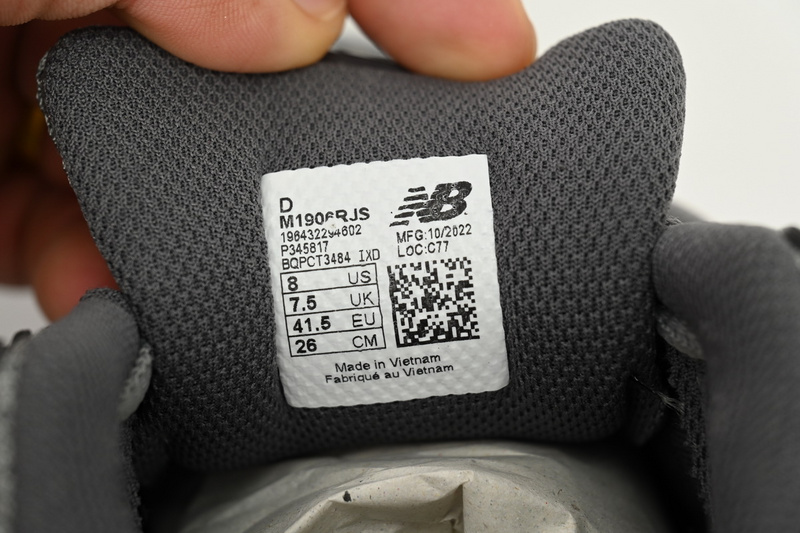 D
M1906RJS
196432294602
P345817
BQPCT3484 IXD
NB
MFG:10/2022
LOC:C77
8 US
7.5 UK
41.5 EU
26 CM
Made in Vietnam
Fabriqué au Vietnam